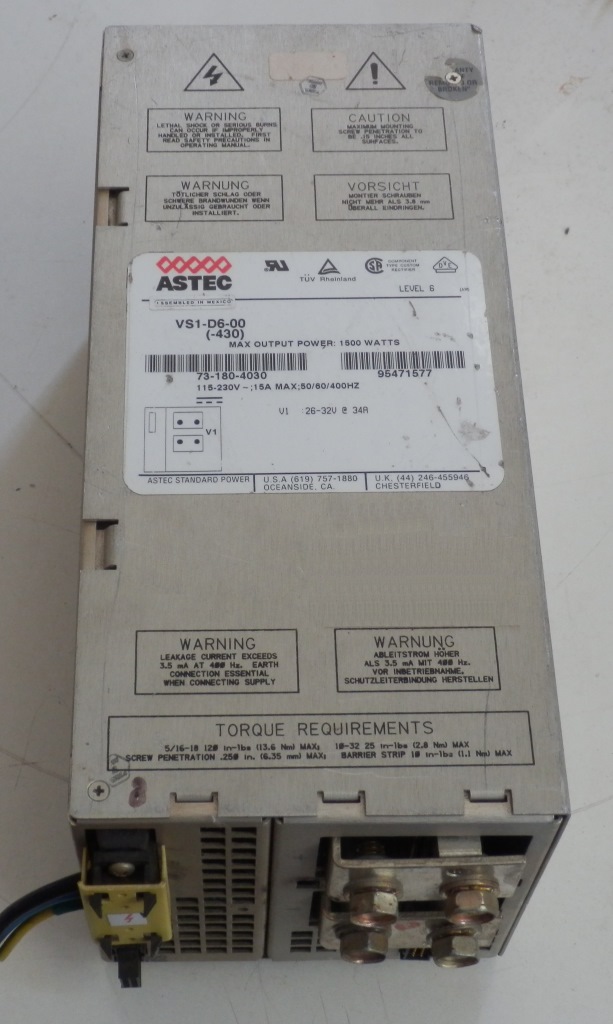 WARNING
LETHAL SHOCK OR SERIOUS BURNS
CAN OCCUR IF IMPROPERLY
HANDLED OR INSTALLED. FIRST
READ SAFETY PRECAUTIONS IN
OPERATING MANUAL.
CAUTION
MAXIMUM MOUNTING
SCREW PENETRATION TO
BE .15 INCHES ALL
SURFACES.
WARNUNG
TÖTLICHER SCHLAG ODER
SCHWERE BRANDWUNDEN WENN
UNZULÄSSIG GEBRAUCHT ODER
INSTALLIERT.
VORSICHT
MONTIER SCHRAUBEN
NICHT MEHR ALS 3.8 mm
ÜBERALL EINDRINGEN.
ASTEC
ASSEMBLED IN MEXICO
TÜV Rheinland
COMPONENT
TYPE CUSTOM
RECTIFIER
LEVEL 6
VS1-D6-00
(-430)
MAX OUTPUT POWER: 1500 WATTS
73-180-4030
95471577
115-230V ~:15A MAX;50/60/400HZ
V1 :26-32V @ 34A
V1
ASTEC STANDARD POWER
U.S.A (619) 757-1880
OCEANSIDE, CA.
U.K. (44) 246-455946
CHESTERFIELD
WARNING
LEAKAGE CURRENT EXCEEDS
3.5 mA AT 400 Hz. EARTH
CONNECTION ESSENTIAL
WHEN CONNECTING SUPPLY
WARNUNG
ABLEITSTROM HÖHER
ALS 3.5 mA MIT 400 Hz.
VOR INBETRIEBNAHME,
SCHUTZLEITERBINDUNG HERSTELLEN
TORQUE REQUIREMENTS
5/16-18 120 in-lbs (13.6 Nm) MAX; 10-32 25 in-lbs (2.8 Nm) MAX
SCREW PENETRATION .250 in. (6.35 mm) MAX; BARRIER STRIP 10 in-lbs (1.1 Nm) MAX